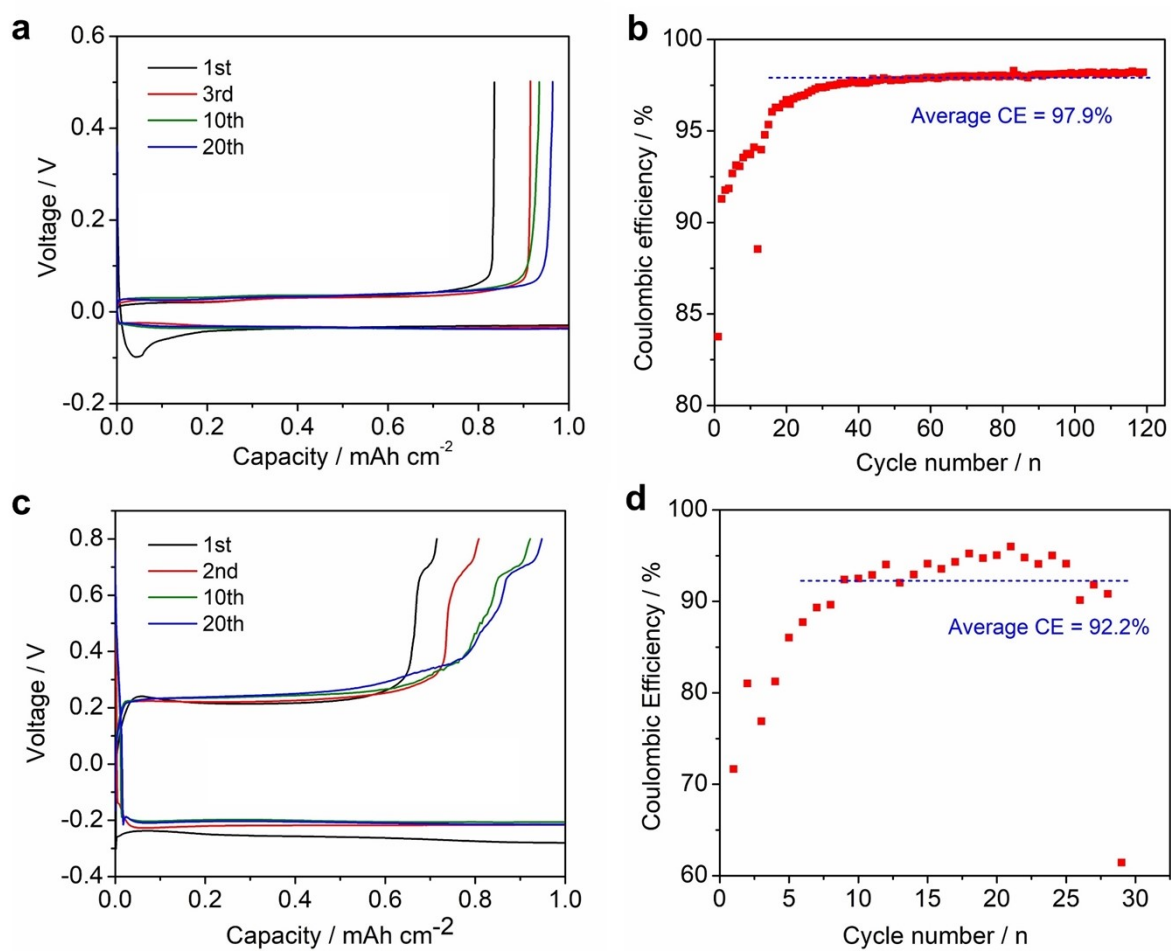 a
1st
3rd
10th
20th
0.6
0.4
0.2
0.0
-0.2
Voltage / V
0.0 0.2 0.4 0.6 0.8 1.0
Capacity / mAh cm-2
b
100
95
90
85
80
Coulombic efficiency / %
Average CE = 97.9%
0 20 40 60 80 100 120
Cycle number / n
c
1st
2nd
10th
20th
0.8
0.6
0.4
0.2
0.0
-0.2
-0.4
Voltage / V
0.0 0.2 0.4 0.6 0.8 1.0
Capacity / mAh cm-2
d
100
90
80
70
60
Coulombic Efficiency / %
Average CE = 92.2%
0 5 10 15 20 25 30
Cycle number / n